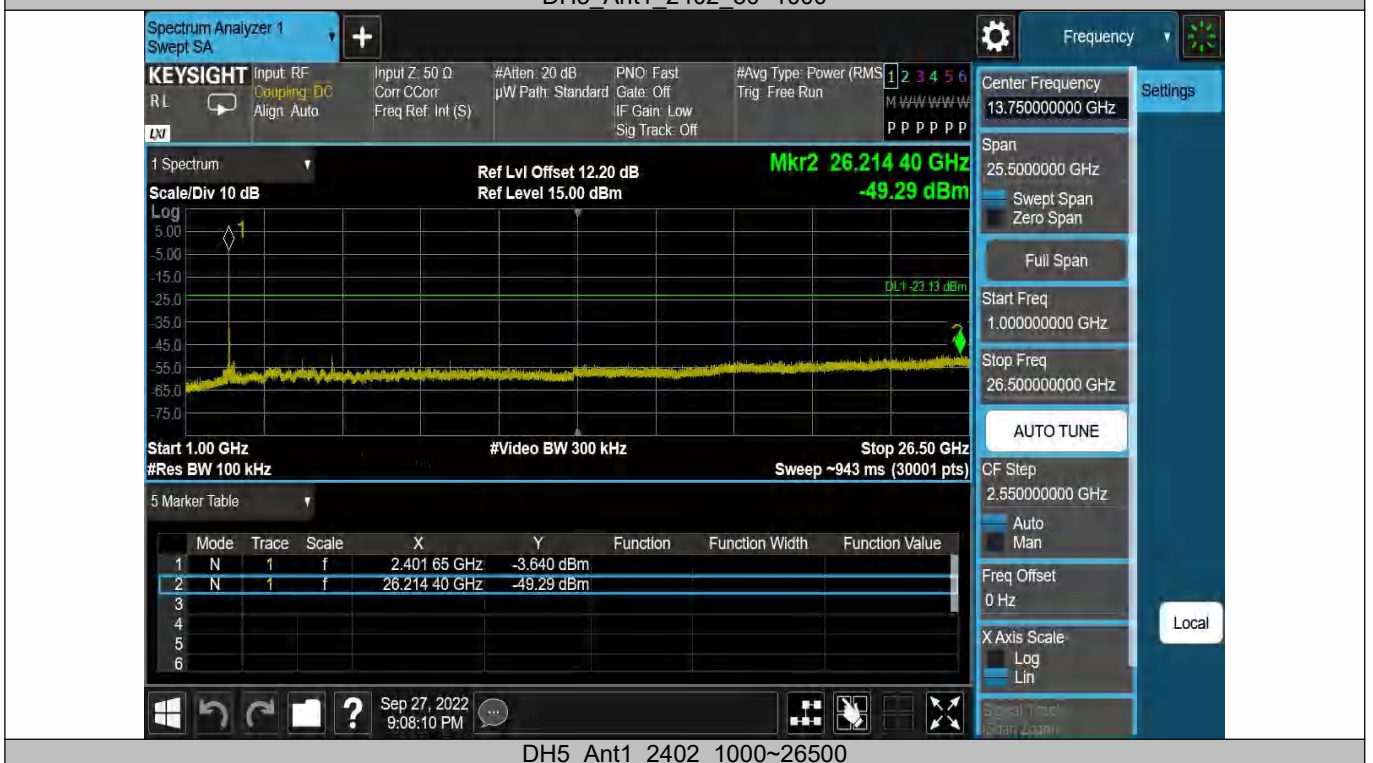 DH5_Ant1_2402_30~1000
Spectrum Analyzer 1
Swept SA
Frequency
KEYSIGHT
RL
LXI
Input: RF
Coupling: DC
Align: Auto
Input Z: 50 Ω
Corr CCorr
Freq Ref: Int (S)
#Atten: 20 dB
µW Path: Standard
PNO: Fast
Gate: Off
IF Gain: Low
Sig Track: Off
#Avg Type: Power (RMS
Trig: Free Run
1 2 3 4 5 6
M W W W W W
P P P P P P
1 Spectrum
Scale/Div 10 dB
Ref Lvl Offset 12.20 dB
Ref Level 15.00 dBm
Mkr2 26.214 40 GHz
-49.29 dBm
Log
5.00
-5.00
-15.0
-25.0
-35.0
-45.0
-55.0
-65.0
-75.0
1
2
DL1 -23.13 dBm
Start 1.00 GHz
#Video BW 300 kHz
Stop 26.50 GHz
#Res BW 100 kHz
Sweep ~943 ms (30001 pts)
5 Marker Table
Mode Trace Scale X Y Function Function Width Function Value
1 N 1 f 2.401 65 GHz -3.640 dBm
2 N 1 f 26.214 40 GHz -49.29 dBm
3
4
5
6
Sep 27, 2022
9:08:10 PM
Center Frequency
13.750000000 GHz
Settings
Span
25.5000000 GHz
Swept Span
Zero Span
Full Span
Start Freq
1.000000000 GHz
Stop Freq
26.500000000 GHz
AUTO TUNE
CF Step
2.550000000 GHz
Auto
Man
Freq Offset
0 Hz
X Axis Scale
Log
Lin
Local
Signal Track
(Span Zoom)
DH5_Ant1_2402_1000~26500